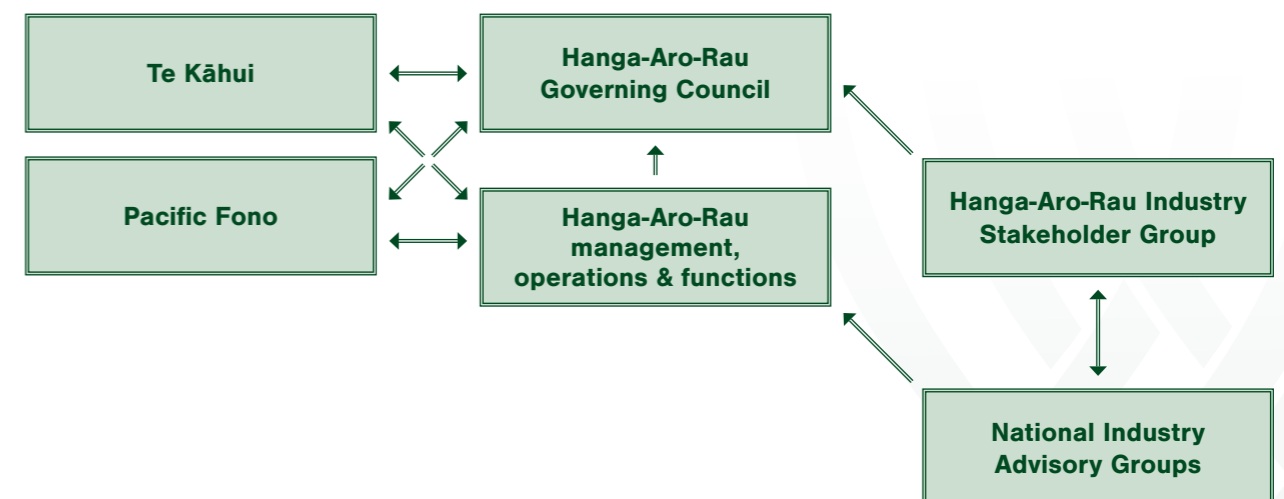 Te Kāhui
Hanga-Aro-Rau
Governing Council
Pacific Fono
Hanga-Aro-Rau
management,
operations & functions
Hanga-Aro-Rau Industry
Stakeholder Group
National Industry
Advisory Groups